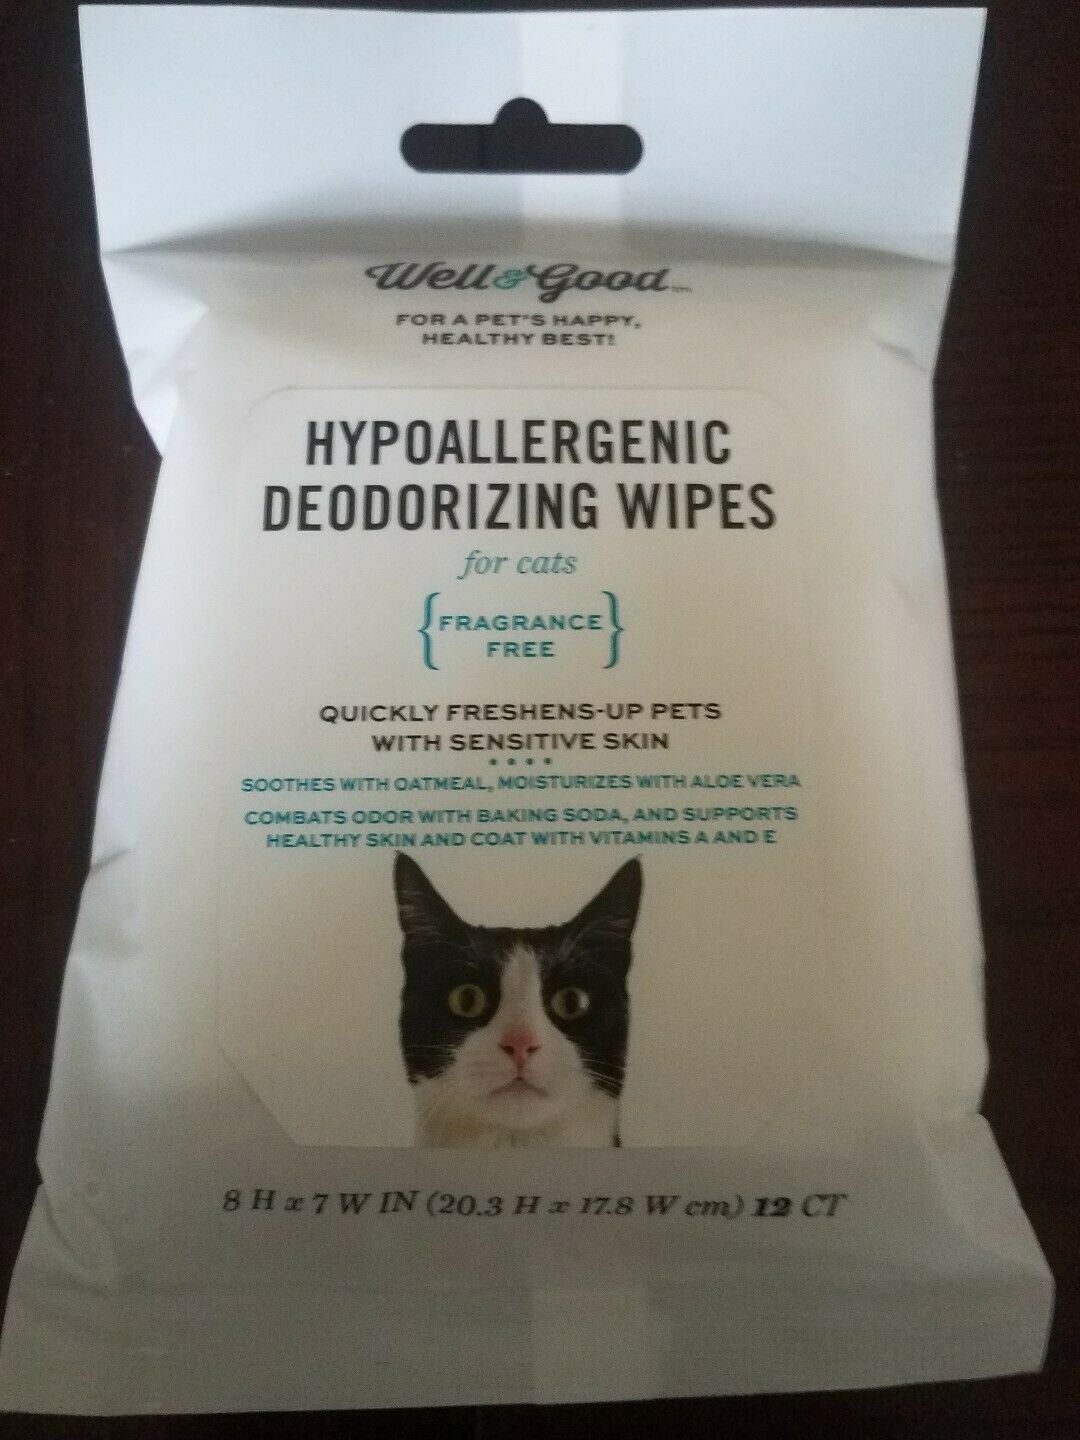 Well & Good
FOR A PET'S HAPPY,
HEALTHY BEST!
HYPOALLERGENIC
DEODORIZING WIPES
for cats
{FRAGRANCE
FREE}
QUICKLY FRESHENS-UP PETS
WITH SENSITIVE SKIN
SOOTHES WITH OATMEAL, MOISTURIZES WITH ALOE VERA
COMBATS ODOR WITH BAKING SODA, AND SUPPORTS
HEALTHY SKIN AND COAT WITH VITAMINS A AND E
8 H x 7 W IN (20.3 H x 17.8 W cm) 12 CT